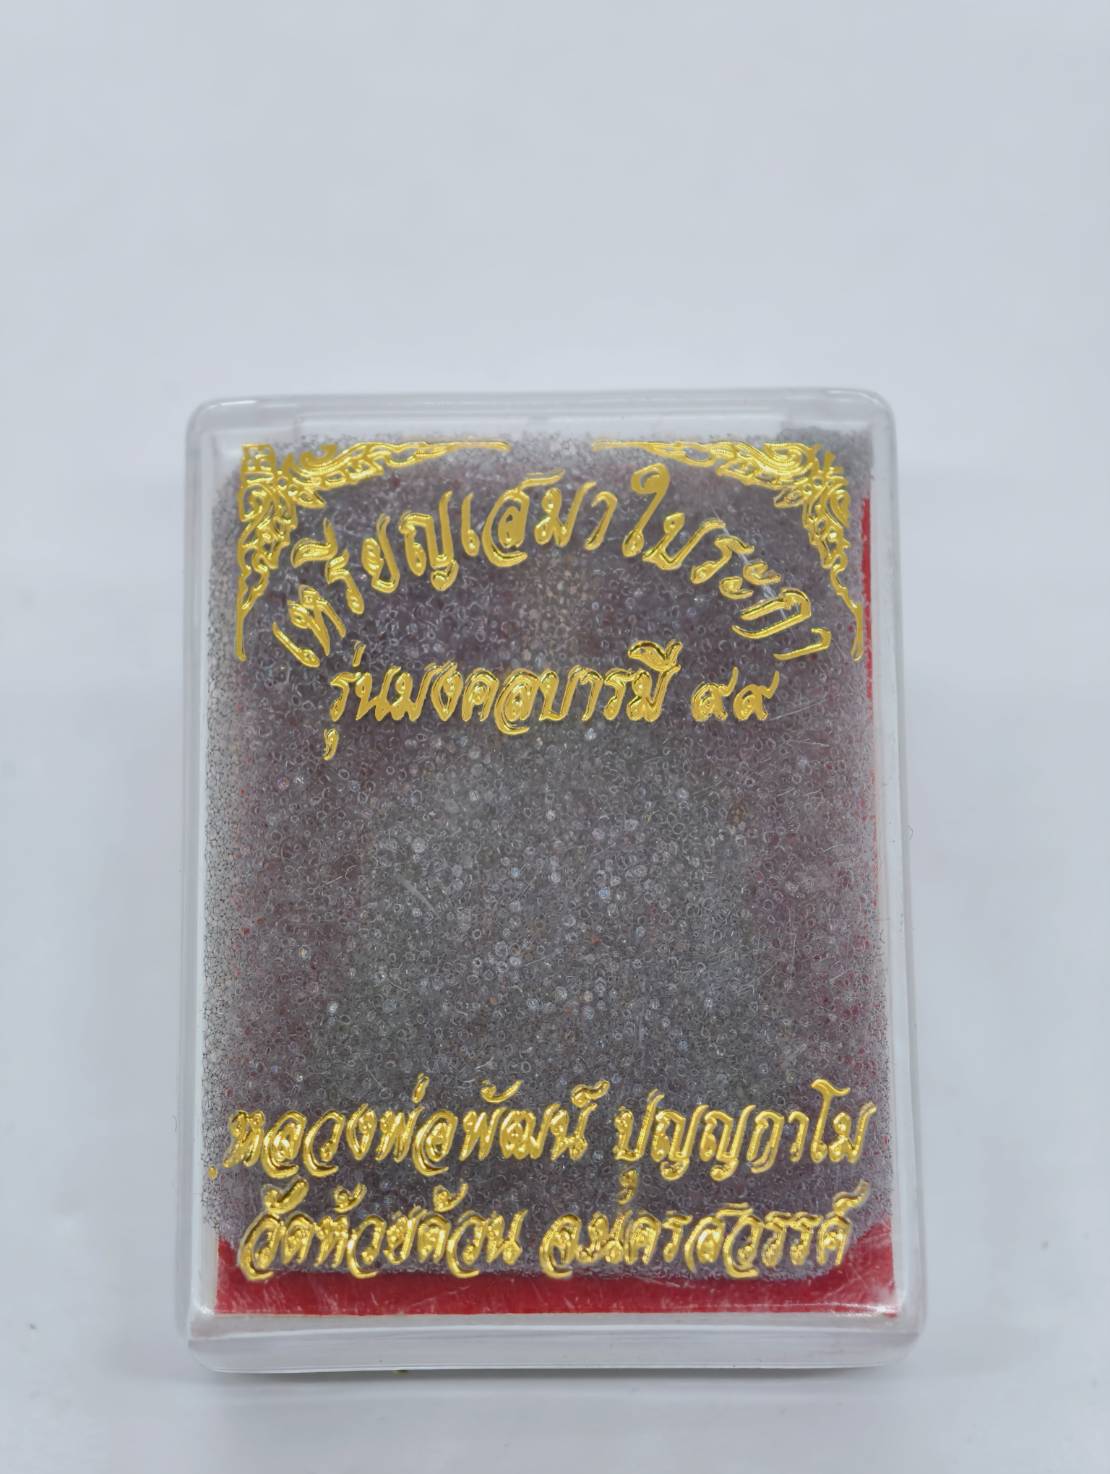 เหรียญเสมาใบระกา
รุ่นมงคลบารมี ๙๙
หลวงพ่อพัฒน์ ปุญญกาโม
วัดห้วยด้วน จ.นครสวรรค์